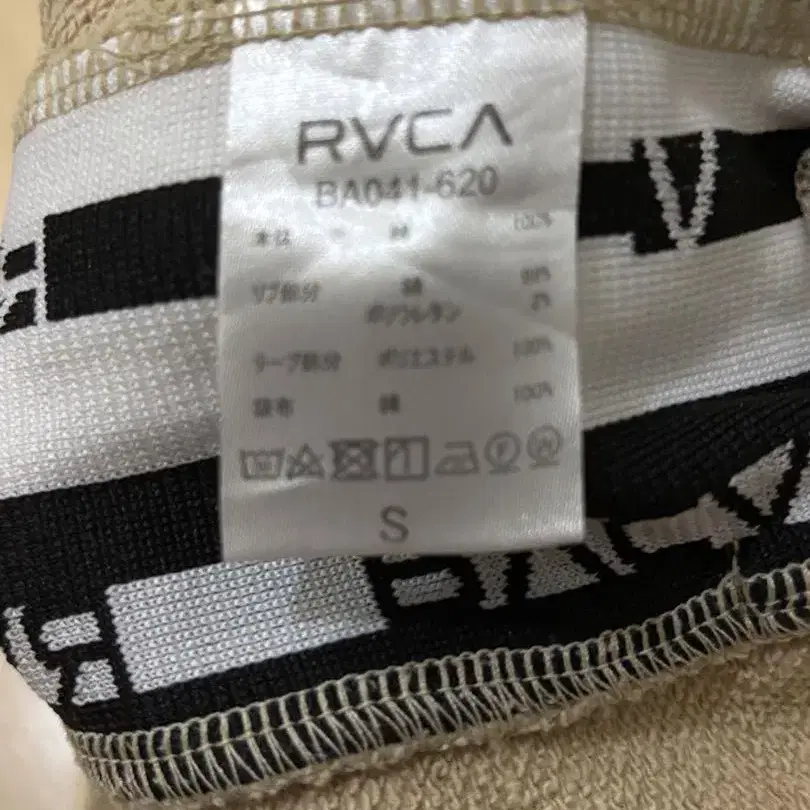 RVCA
BA041-620
本体 綿 100%
リブ部分 綿 98%
ポリウレタン 2%
テープ部分 ポリエステル 100%
袋布 綿 100%
F W
S